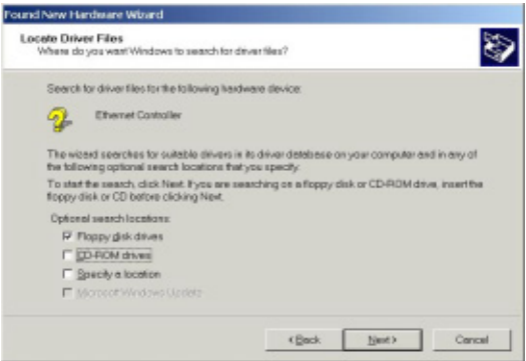 Found New Hardware Wizard
Locate Driver Files
Where do you want Windows to search for driver files?
Search for driver files for the following hardware device:
Ethernet Controller
The wizard searches for suitable drivers in its driver database on your computer and in any of
the following optional search locations that you specify.
To start the search, click Next. If you are searching on a floppy disk or CD-ROM drive, insert the
floppy disk or CD before clicking Next.
Optional search locations:
Floppy disk drives
CD-ROM drives
Specify a location
Microsoft Windows Update
< Back
Next >
Cancel